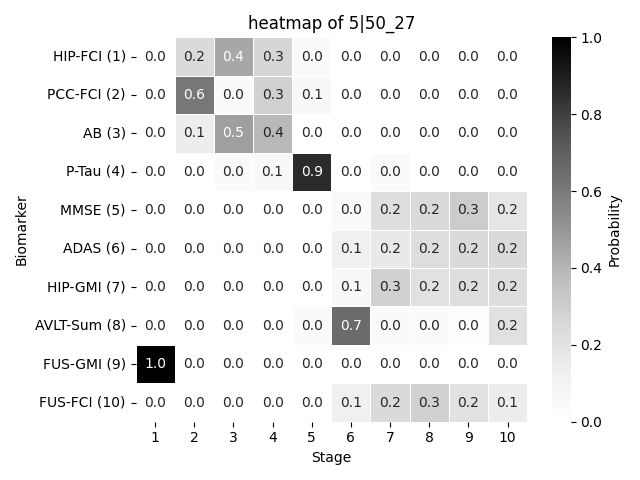 heatmap of 5|50_27
HIP-FCI (1) 0.0 0.2 0.4 0.3 0.0 0.0 0.0 0.0 0.0 0.0
PCC-FCI (2) 0.0 0.6 0.0 0.3 0.1 0.0 0.0 0.0 0.0 0.0
AB (3) 0.0 0.1 0.5 0.4 0.0 0.0 0.0 0.0 0.0 0.0
P-Tau (4) 0.0 0.0 0.0 0.1 0.9 0.0 0.0 0.0 0.0 0.0
MMSE (5) 0.0 0.0 0.0 0.0 0.0 0.0 0.2 0.2 0.3 0.2
ADAS (6) 0.0 0.0 0.0 0.0 0.0 0.1 0.2 0.2 0.2 0.2
HIP-GMI (7) 0.0 0.0 0.0 0.0 0.0 0.1 0.3 0.2 0.2 0.2
AVLT-Sum (8) 0.0 0.0 0.0 0.0 0.0 0.7 0.0 0.0 0.0 0.2
FUS-GMI (9) 1.0 0.0 0.0 0.0 0.0 0.0 0.0 0.0 0.0 0.0
FUS-FCI (10) 0.0 0.0 0.0 0.0 0.0 0.1 0.2 0.3 0.2 0.1
1 2 3 4 5 6 7 8 9 10
Stage
Biomarker
1.0
0.8
0.6
0.4
0.2
0.0
Probability